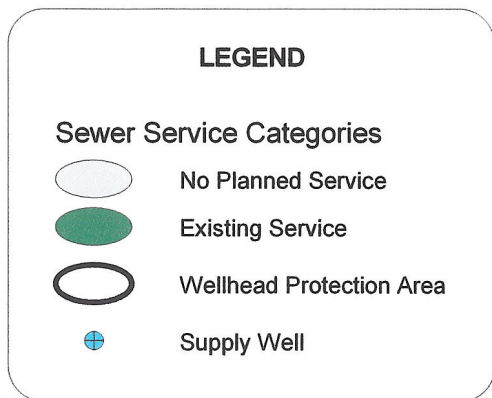 LEGEND
Sewer Service Categories
No Planned Service
Existing Service
Wellhead Protection Area
Supply Well